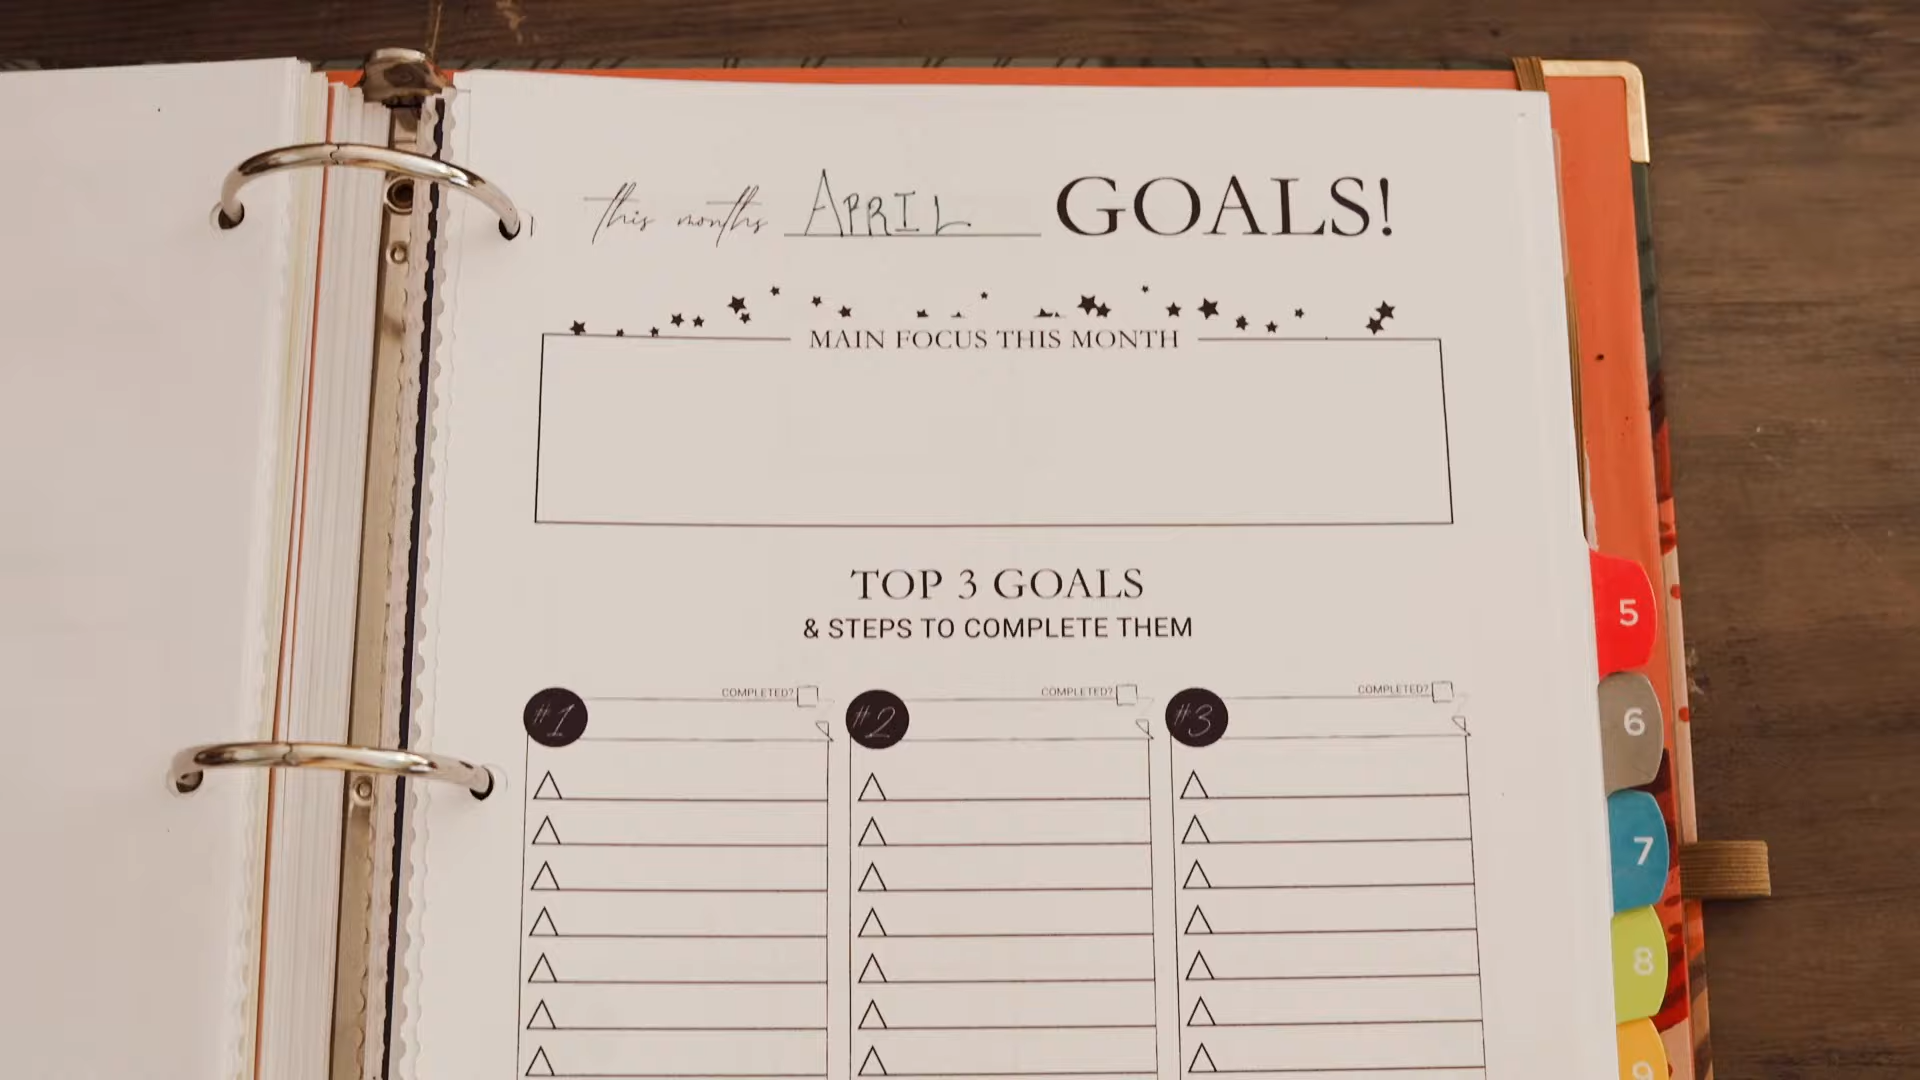 this months APRIL GOALS!
MAIN FOCUS THIS MONTH
TOP 3 GOALS
& STEPS TO COMPLETE THEM
COMPLETED? COMPLETED? COMPLETED?
#1 #2 #3
5
6
7
8
9